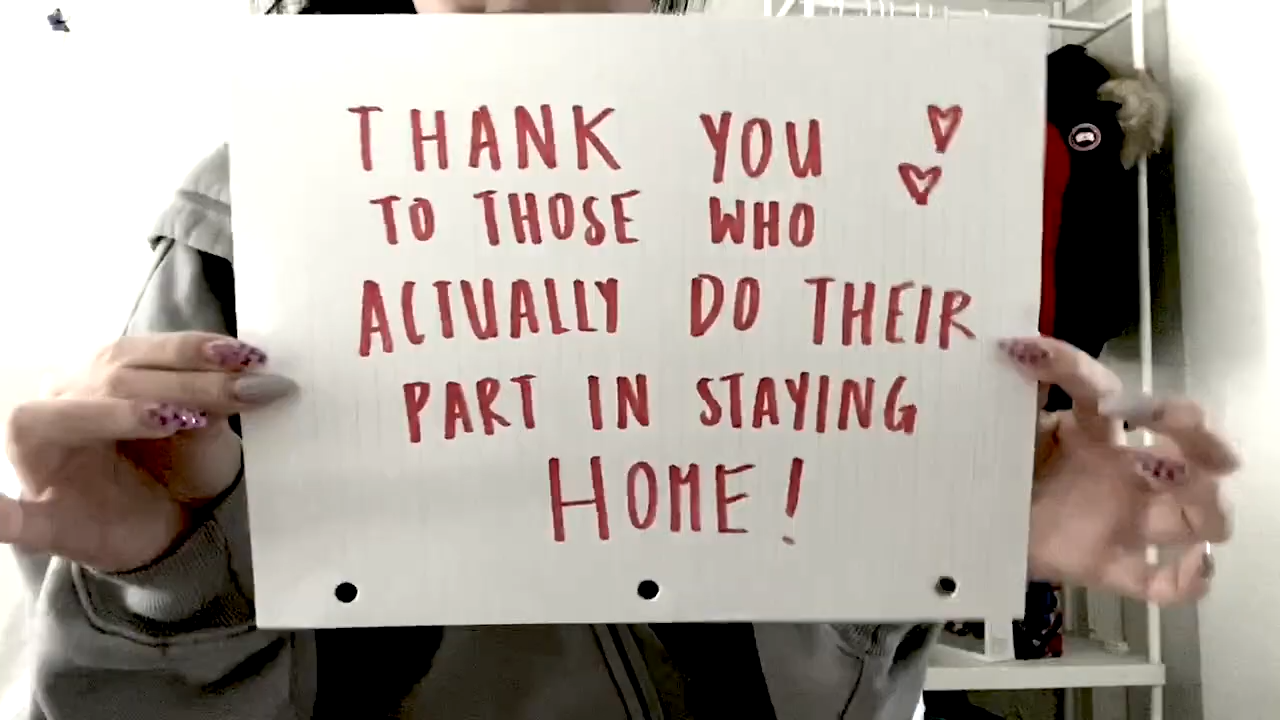 THANK YOU
TO THOSE WHO
ACTUALLY DO THEIR
PART IN STAYING
HOME!